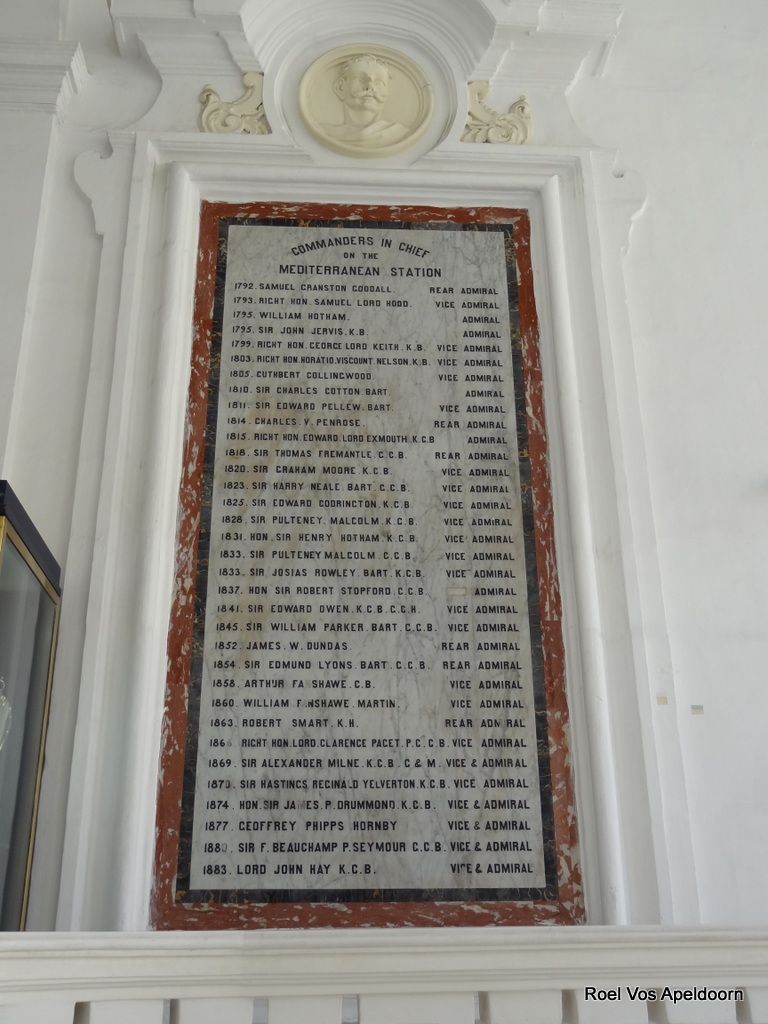 COMMANDERS IN CHIEF
ON THE
MEDITERRANEAN STATION
1792. SAMUEL CRANSTON GOODALL. REAR ADMIRAL
1793. RIGHT HON. SAMUEL LORD HOOD. VICE ADMIRAL
1795. WILLIAM HOTHAM. ADMIRAL
1795. SIR JOHN JERVIS. K.B. ADMIRAL
1799. RIGHT HON. GEORGE LORD KEITH. K.B. VICE ADMIRAL
1803. RIGHT HON. HORATIO. VISCOUNT NELSON. K.B. VICE ADMIRAL
1805. CUTHBERT COLLINGWOOD. VICE ADMIRAL
1810. SIR CHARLES COTTON BART. ADMIRAL
1811. SIR EDWARD PELLEW. BART. VICE ADMIRAL
1814. CHARLES. V. PENROSE. REAR ADMIRAL
1815. RIGHT HON. EDWARD. LORD EXMOUTH. K.G.B ADMIRAL
1818. SIR THOMAS FREMANTLE. G.C.B. REAR ADMIRAL
1820. SIR GRAHAM MOORE. K.C.B. VICE ADMIRAL
1823. SIR HARRY NEALE. BART. G.C.B. VICE ADMIRAL
1825. SIR EDWARD CODRINGTON. K.C.B. VICE ADMIRAL
1828. SIR PULTENEY. MALCOLM. K.C.B. VICE ADMIRAL
1831. HON. SIR HENRY HOTHAM. K.C.B. VICE ADMIRAL
1833. SIR PULTENEY MALCOLM. G.C.B. VICE ADMIRAL
1833. SIR JOSIAS ROWLEY. BART. K.C.B. VICE ADMIRAL
1837. HON SIR ROBERT STOPFORD. G.C.B. ADMIRAL
1841. SIR EDWARD OWEN. K.C.B. G.C.H. VICE ADMIRAL
1845. SIR WILLIAM PARKER. BART. G.C.B. VICE ADMIRAL
1852. JAMES. W. DUNDAS. REAR ADMIRAL
1854. SIR EDMUND LYONS. BART. G.C.B. REAR ADMIRAL
1858. ARTHUR FA SHAWE. C.B. VICE ADMIRAL
1860. WILLIAM F NSHAWE. MARTIN. VICE ADMIRAL
1863. ROBERT SMART. K.H. REAR ADM RAL
186 RIGHT HON. LORD. CLARENCE PAGET. P.C. C.B. VICE ADMIRAL
1869. SIR ALEXANDER MILNE. K.C.B. C & M. VICE & ADMIRAL
187 . SIR HASTINGS REGINALD YELVERTON. K.C.B. VICE. ADMIRAL
1874. HON. SIR JA ES. P. DRUMMOND. K.C.B. VICE & ADMIRAL
1877. GEOFFREY PHIPPS HORNBY VICE & ADMIRAL
188 . SIR F. BEAUCHAMP P. SEYMOUR G.C.B. VICE & ADMIRAL
1883. LORD JOHN HAY K.C.B. VICE & ADMIRAL
Roel Vos Apeldoorn